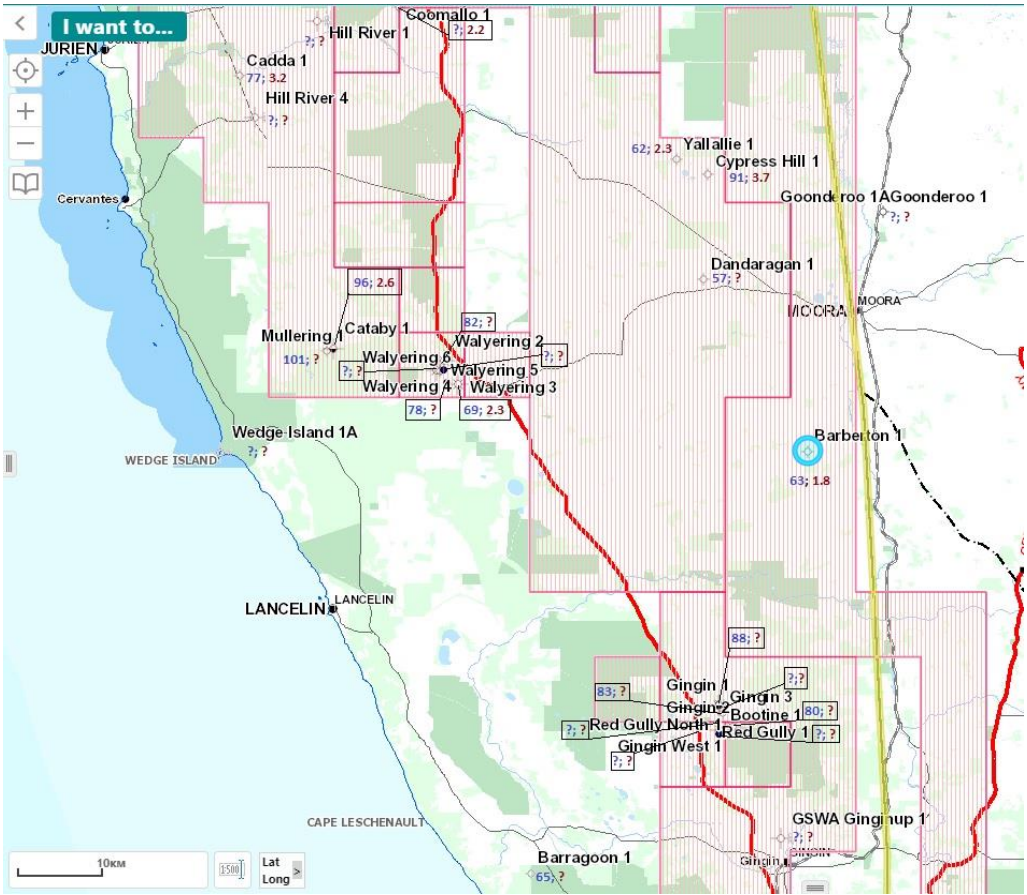 I want to...
Coomallo 1
?; 2.2
Hill River 1
?; ?
JURIEN
Cadda 1
77; 3.2
Hill River 4
?; ?
62; 2.3
Yallallie 1
Cypress Hill 1
91; 3.7
Cervantes
Goonderoo 1AGoonderoo 1
?; ?
Dandaragan 1
57; ?
96; 2.6
MOORA
MOORA
82; ?
Mullering 1
Cataby 1
Walyering 2
101; ?
Walyering 6
?; ?
?; ?
Walyering 5
Walyering 4
Walyering 3
78; ?
69; 2.3
Wedge Island 1A
?; ?
WEDGE ISLAND
Barberton 1
63; 1.8
LANCELIN
LANCELIN
88; ?
Gingin 1
?;?
83; ?
Gingin 3
Gingin 2
Bootine 1
80; ?
?; ?
Red Gully North 1
Red Gully 1
?; ?
Gingin West 1
?; ?
CAPE LESCHENAULT
GSWA Ginginup 1
?; ?
Barragoon 1
65; ?
Gingin
GINGIN
10KM
1:500
Lat
Long >